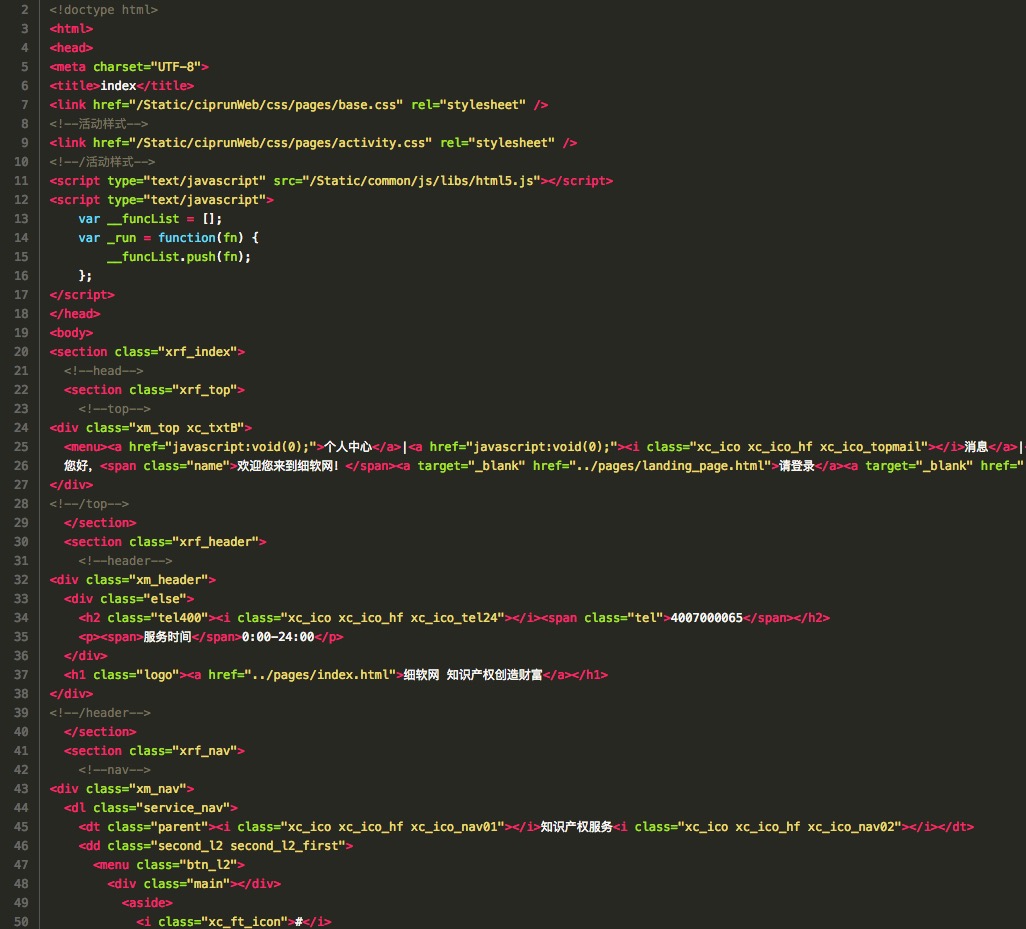 2 <!doctype html>
3 <html>
4 <head>
5 <meta charset="UTF-8">
6 <title>index</title>
7 <link href="/Static/ciprunWeb/css/pages/base.css" rel="stylesheet" />
8 <!--活动样式-->
9 <link href="/Static/ciprunWeb/css/pages/activity.css" rel="stylesheet" />
10 <!--/活动样式-->
11 <script type="text/javascript" src="/Static/common/js/libs/html5.js"></script>
12 <script type="text/javascript">
13     var __funcList = [];
14     var _run = function(fn) {
15         __funcList.push(fn);
16     };
17 </script>
18 </head>
19 <body>
20 <section class="xrf_index">
21   <!--head-->
22   <section class="xrf_top">
23     <!--top-->
24 <div class="xm_top xc_txtB">
25   <menu><a href="javascript:void(0);">个人中心</a>|<a href="javascript:void(0);"><i class="xc_ico xc_ico_hf xc_ico_topmail"></i>消息</a>|
26   您好，<span class="name">欢迎您来到细软网! </span><a target="_blank" href="../pages/landing_page.html">请登录</a><a target="_blank" href="
27 </div>
28 <!--/top-->
29   </section>
30   <section class="xrf_header">
31     <!--header-->
32 <div class="xm_header">
33   <div class="else">
34     <h2 class="tel400"><i class="xc_ico xc_ico_hf xc_ico_tel24"></i><span class="tel">4007000065</span></h2>
35     <p><span>服务时间</span>0:00-24:00</p>
36   </div>
37   <h1 class="logo"><a href="../pages/index.html">细软网 知识产权创造财富</a></h1>
38 </div>
39 <!--/header-->
40   </section>
41   <section class="xrf_nav">
42     <!--nav-->
43 <div class="xm_nav">
44   <dl class="service_nav">
45     <dt class="parent"><i class="xc_ico xc_ico_hf xc_ico_nav01"></i>知识产权服务<i class="xc_ico xc_ico_hf xc_ico_nav02"></i></dt>
46     <dd class="second_l2 second_l2_first">
47       <menu class="btn_l2">
48         <div class="main"></div>
49           <aside>
50             <i class="xc_ft_icon">#</i>